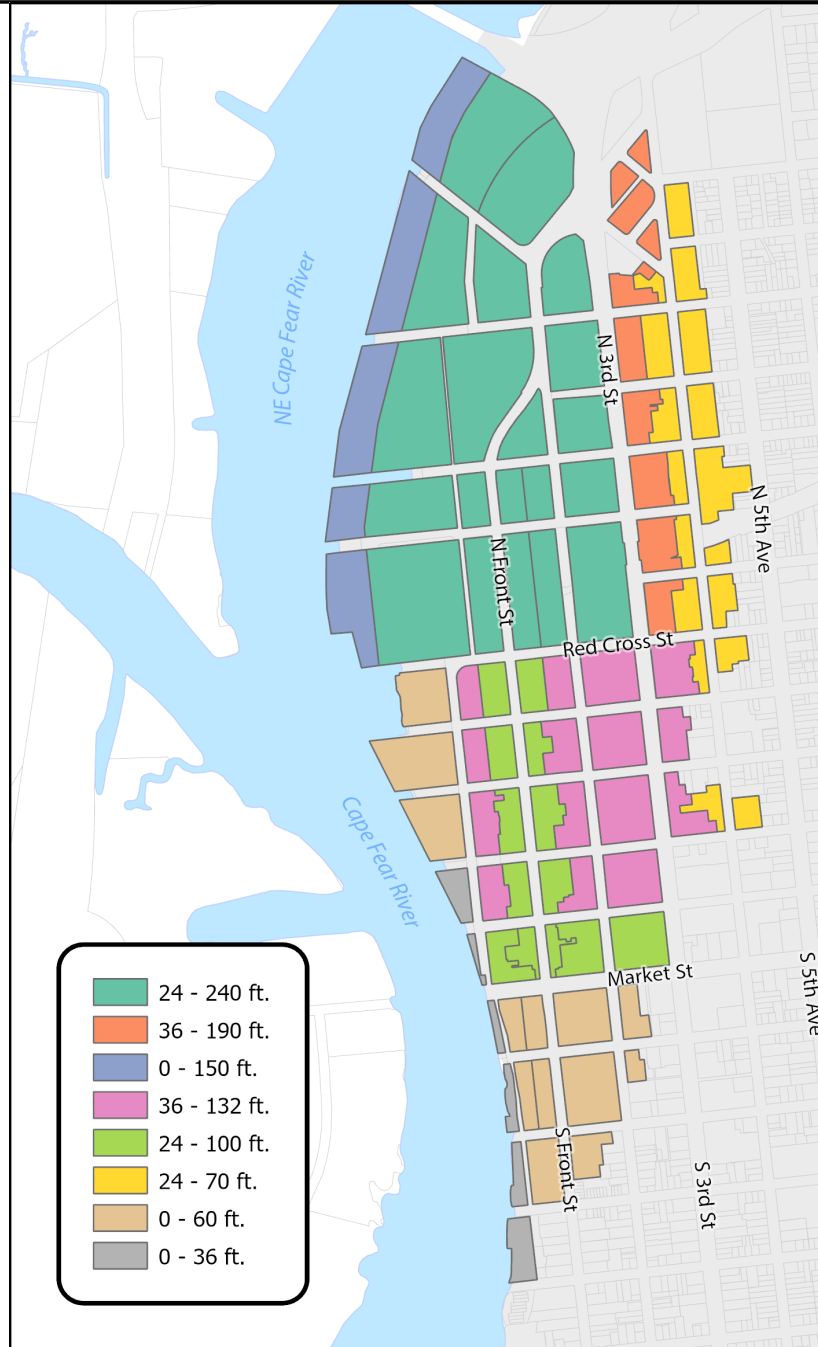 NE Cape Fear River
N 3rd St
N 5th Ave
N Front St
Red Cross St
Cape Fear River
Market St
S 5th Ave
S Front St
S 3rd St
24 - 240 ft.
36 - 190 ft.
0 - 150 ft.
36 - 132 ft.
24 - 100 ft.
24 - 70 ft.
0 - 60 ft.
0 - 36 ft.